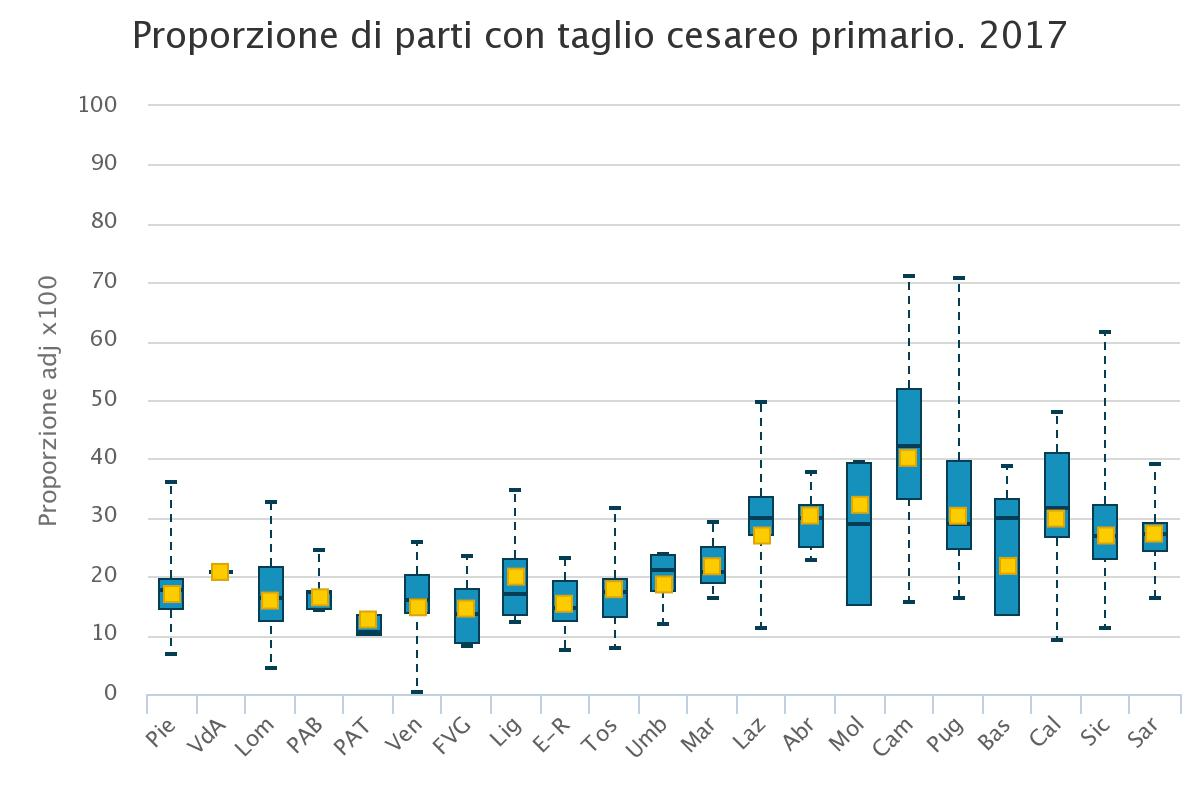 Proporzione di parti con taglio cesareo primario. 2017
Proporzione adj x100
100
90
80
70
60
50
40
30
20
10
0
Pie
VdA
Lom
PAB
PAT
Ven
FVG
Lig
E-R
Tos
Umb
Mar
Laz
Abr
Mol
Cam
Pug
Bas
Cal
Sic
Sar